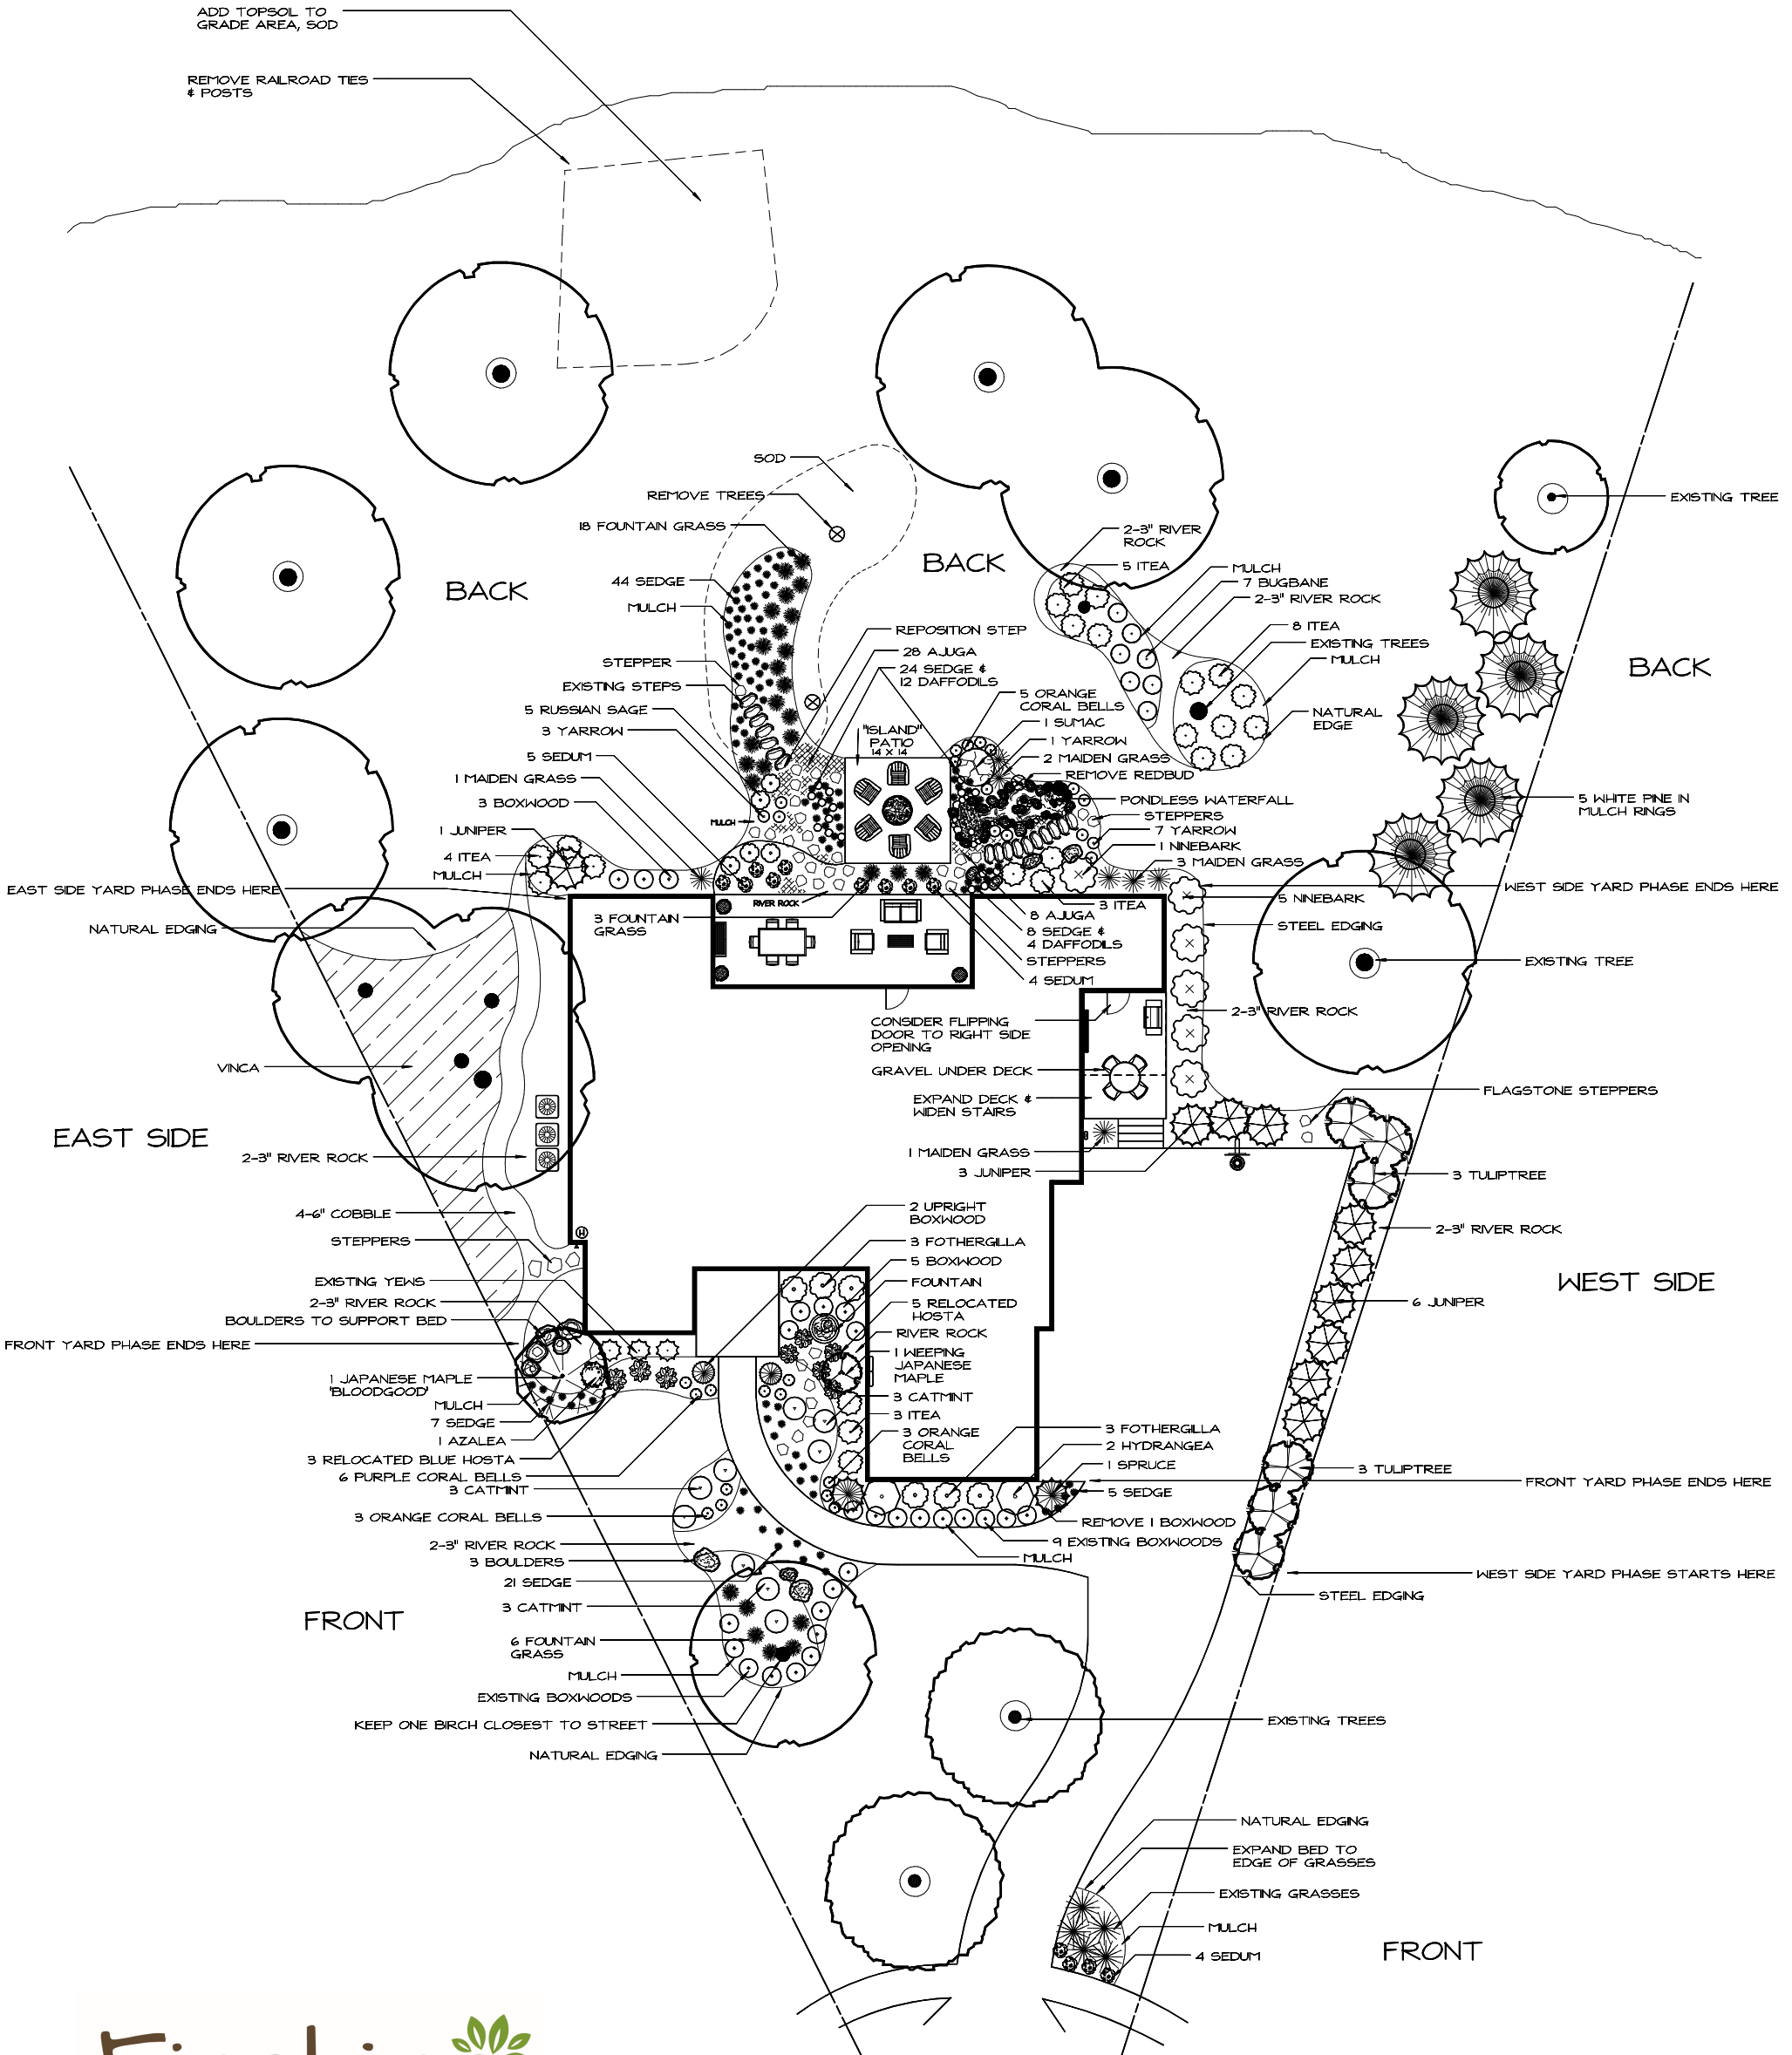 ADD TOPSOIL TO
GRADE AREA, SOD
REMOVE RAILROAD TIES
& POSTS
SOD
REMOVE TREES
18 FOUNTAIN GRASS
44 SEDGE
MULCH
STEPPER
EXISTING STEPS
5 RUSSIAN SAGE
3 YARROW
5 SEDUM
1 MAIDEN GRASS
3 BOXWOOD
1 JUNIPER
4 ITEA
MULCH
EAST SIDE YARD PHASE ENDS HERE
NATURAL EDGING
BACK
BACK
BACK
2-3" RIVER
ROCK
5 ITEA
MULCH
7 BUGBANE
2-3" RIVER ROCK
8 ITEA
EXISTING TREES
MULCH
NATURAL
EDGE
EXISTING TREE
REPOSITION STEP
28 AJUGA
24 SEDGE &
12 DAFFODILS
5 ORANGE
CORAL BELLS
1 SUMAC
1 YARROW
2 MAIDEN GRASS
REMOVE REDBUD
"ISLAND"
PATIO
14 X 14
MULCH
PONDLESS WATERFALL
STEPPERS
7 YARROW
1 NINEBARK
3 MAIDEN GRASS
5 WHITE PINE IN
MULCH RINGS
WEST SIDE YARD PHASE ENDS HERE
5 NINEBARK
STEEL EDGING
EXISTING TREE
2-3" RIVER ROCK
RIVER ROCK
3 FOUNTAIN
GRASS
3 ITEA
8 AJUGA
8 SEDGE &
4 DAFFODILS
STEPPERS
4 SEDUM
CONSIDER FLIPPING
DOOR TO RIGHT SIDE
OPENING
GRAVEL UNDER DECK
EXPAND DECK &
WIDEN STAIRS
1 MAIDEN GRASS
3 JUNIPER
FLAGSTONE STEPPERS
3 TULIPTREE
2-3" RIVER ROCK
WEST SIDE
6 JUNIPER
3 TULIPTREE
FRONT YARD PHASE ENDS HERE
WEST SIDE YARD PHASE STARTS HERE
STEEL EDGING
VINCA
EAST SIDE
2-3" RIVER ROCK
4-6" COBBLE
STEPPERS
H
EXISTING YEWS
2-3" RIVER ROCK
BOULDERS TO SUPPORT BED
FRONT YARD PHASE ENDS HERE
1 JAPANESE MAPLE
'BLOODGOOD'
MULCH
7 SEDGE
1 AZALEA
3 RELOCATED BLUE HOSTA
6 PURPLE CORAL BELLS
3 CATMINT
3 ORANGE CORAL BELLS
2-3" RIVER ROCK
3 BOULDERS
21 SEDGE
3 CATMINT
6 FOUNTAIN
GRASS
MULCH
EXISTING BOXWOODS
KEEP ONE BIRCH CLOSEST TO STREET
NATURAL EDGING
FRONT
2 UPRIGHT
BOXWOOD
3 FOTHERGILLA
5 BOXWOOD
FOUNTAIN
5 RELOCATED
HOSTA
RIVER ROCK
1 WEEPING
JAPANESE
MAPLE
3 CATMINT
3 ITEA
3 ORANGE
CORAL
BELLS
3 FOTHERGILLA
2 HYDRANGEA
1 SPRUCE
5 SEDGE
REMOVE 1 BOXWOOD
9 EXISTING BOXWOODS
MULCH
EXISTING TREES
NATURAL EDGING
EXPAND BED TO
EDGE OF GRASSES
EXISTING GRASSES
MULCH
4 SEDUM
FRONT